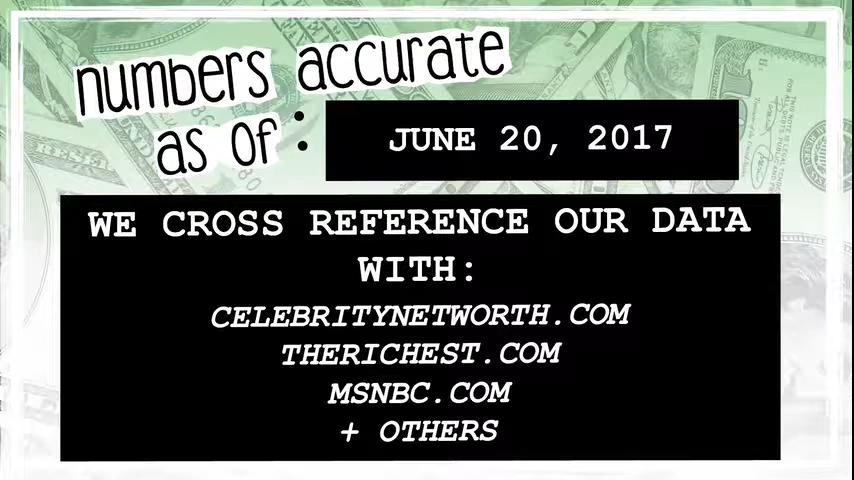 numbers accurate
as of:
JUNE 20, 2017
WE CROSS REFERENCE OUR DATA
WITH:
CELEBRITYNETWORTH.COM
THERICHEST.COM
MSNBC.COM
+ OTHERS